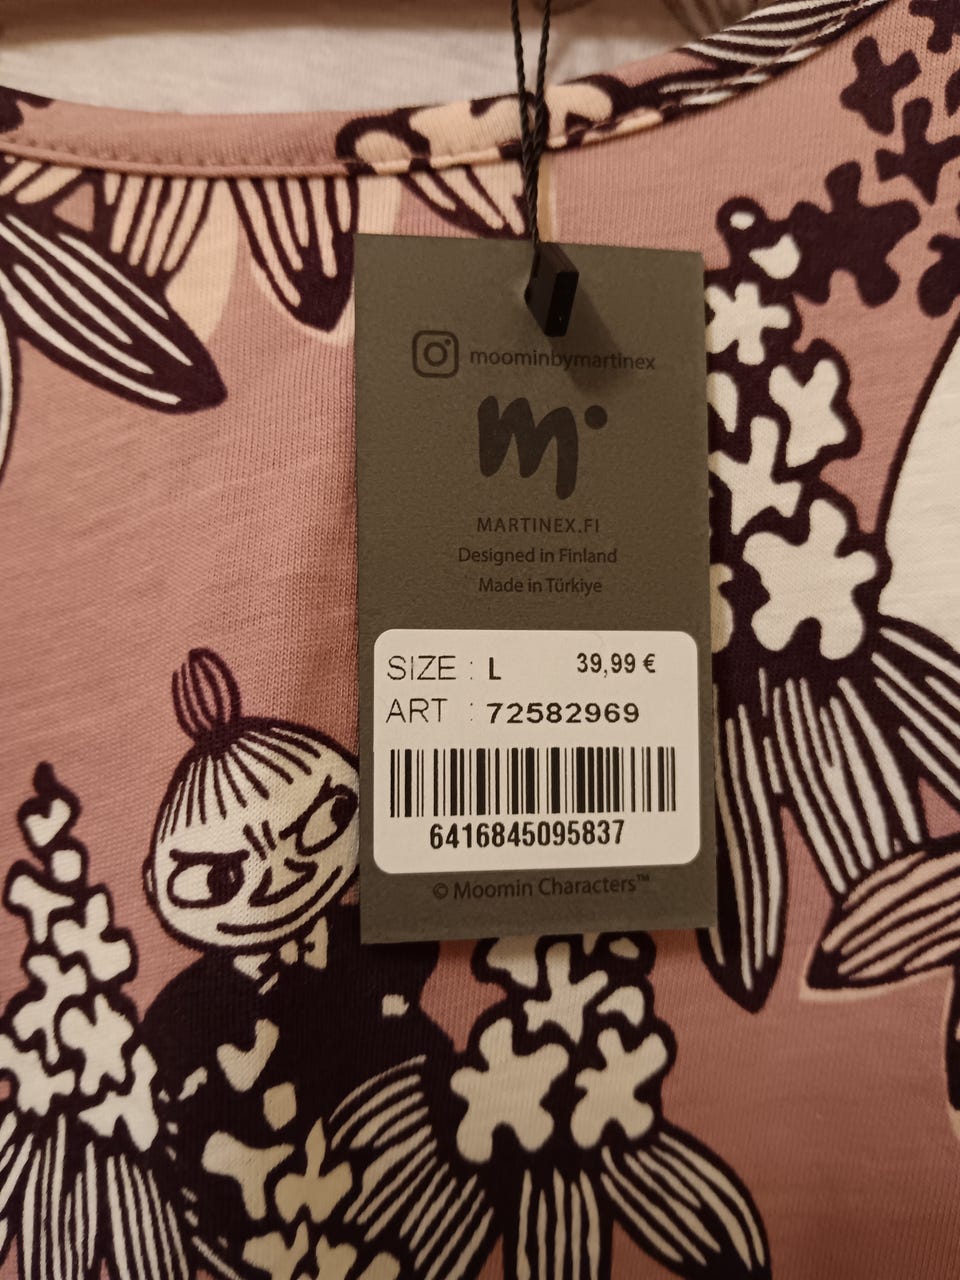 moominbymartinex
m
MARTINEX.FI
Designed in Finland
Made in Türkiye
SIZE : L 39,99 €
ART : 72582969
6416845095837
© Moomin Characters™